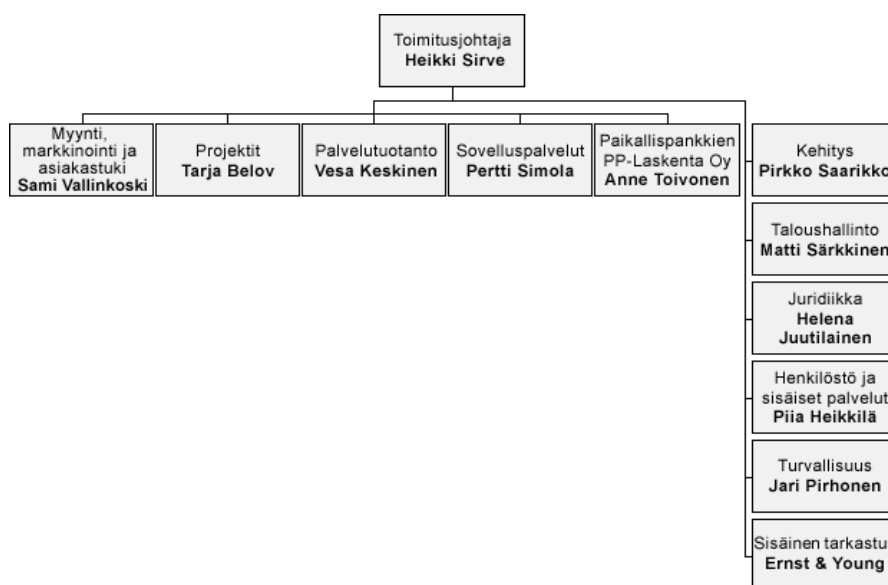 Toimitusjohtaja
Heikki Sirve
Myynti,
markkinointi ja
asiakastuki
Sami Vallinkoski
Projektit
Tarja Belov
Palvelutuotanto
Vesa Keskinen
Sovelluspalvelut
Pertti Simola
Paikallispankkien
PP-Laskenta Oy
Anne Toivonen
Kehitys
Pirkko Saarikko
Taloushallinto
Matti Särkkinen
Juridiikka
Helena
Juutilainen
Henkilöstö ja
sisäiset palvelut
Piia Heikkilä
Turvallisuus
Jari Pirhonen
Sisäinen tarkastu
Ernst & Young